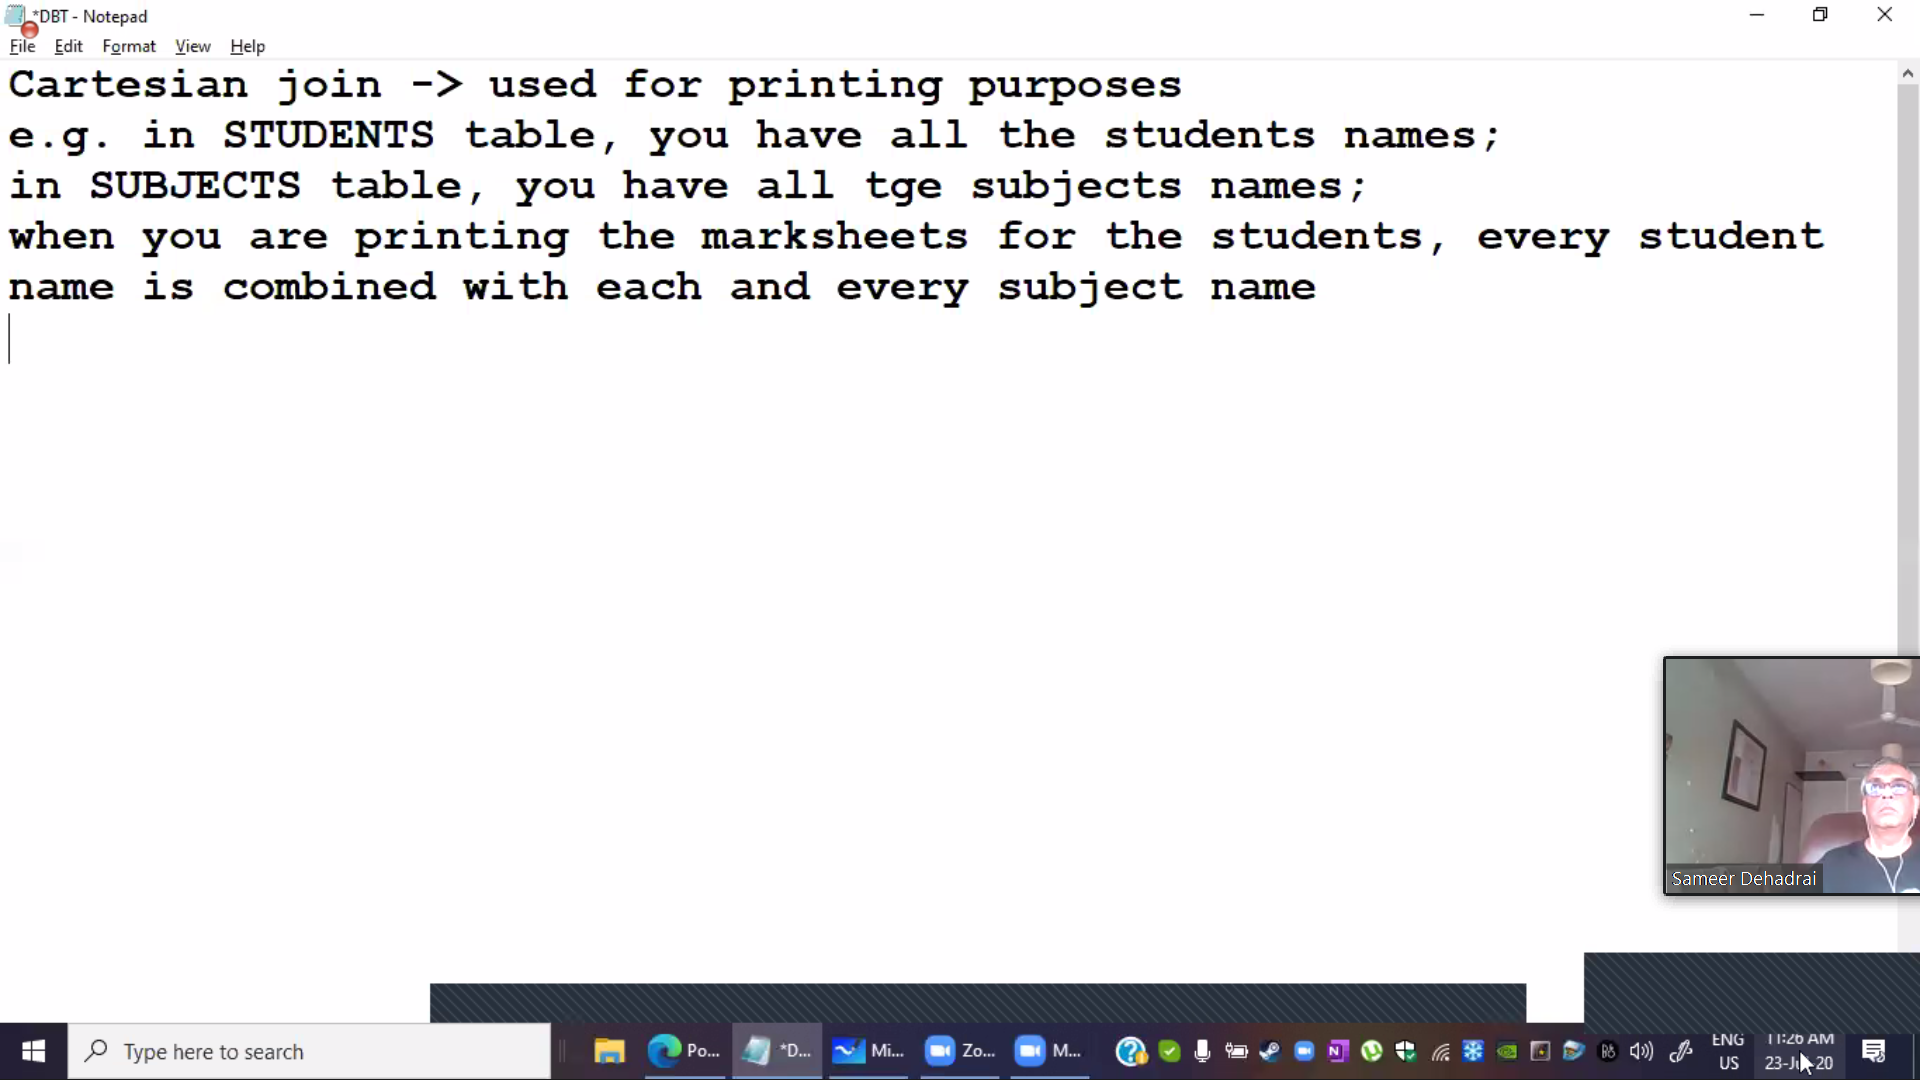 *DBT - Notepad
File Edit Format View Help
Cartesian join -> used for printing purposes
e.g. in STUDENTS table, you have all the students names;
in SUBJECTS table, you have all tge subjects names;
when you are printing the marksheets for the students, every student
name is combined with each and every subject name
Sameer Dehadrai
Type here to search
Po...
*D...
Mi...
Zo...
M...
ENG
US
11:26 AM